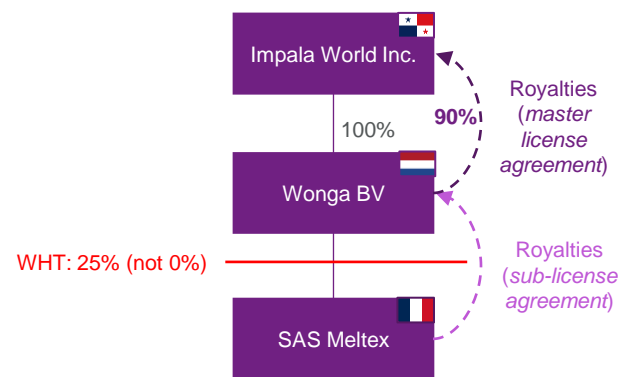 Impala World Inc.
Royalties
(master
license
agreement)
90%
100%
Wonga BV
WHT: 25% (not 0%)
Royalties
(sub-license
agreement)
SAS Meltex